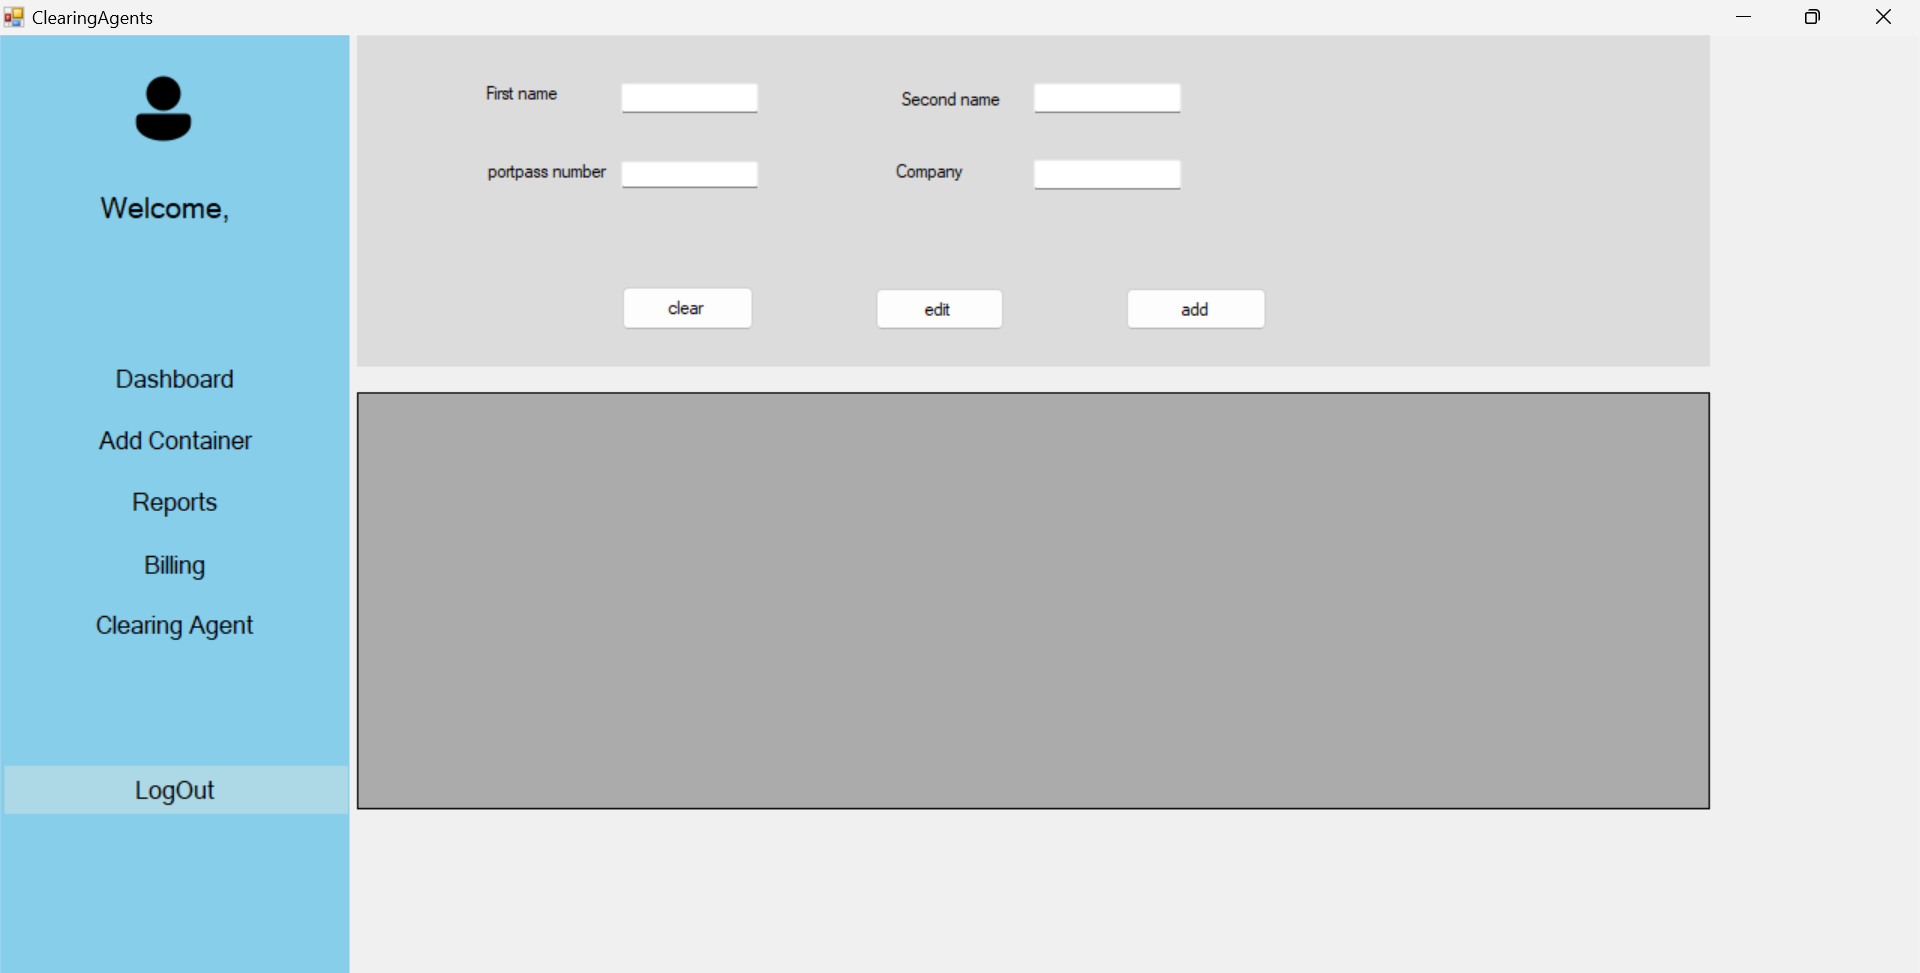 ClearingAgents
Welcome,
Dashboard
Add Container
Reports
Billing
Clearing Agent
LogOut
First name
Second name
portpass number
Company
clear
edit
add